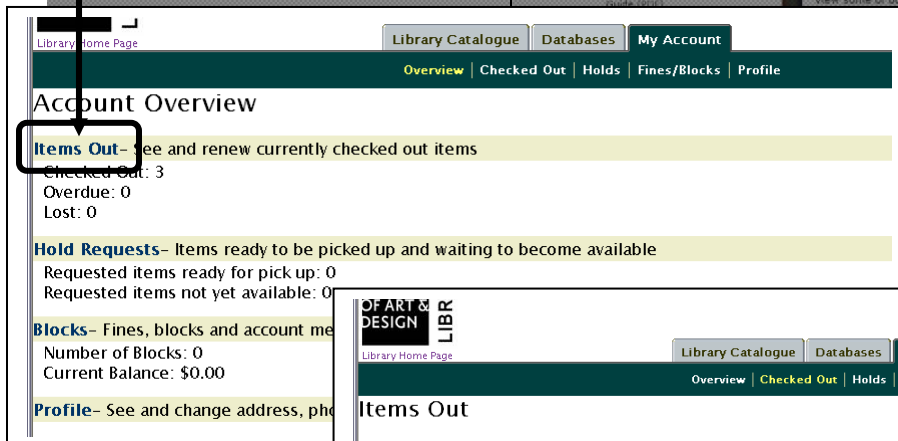 Guide (PDF)
Library Home Page
Library Catalogue Databases My Account
Overview | Checked Out | Holds | Fines/Blocks | Profile
Account Overview
Items Out– See and renew currently checked out items
Checked Out: 3
Overdue: 0
Lost: 0
Hold Requests– Items ready to be picked up and waiting to become available
Requested items ready for pick up: 0
Requested items not yet available: 0
Blocks– Fines, blocks and account me
Number of Blocks: 0
Current Balance: $0.00
Profile– See and change address, pho
OF ART &
DESIGN
LIBR
Library Home Page
Library Catalogue Databases
Overview | Checked Out | Holds |
Items Out